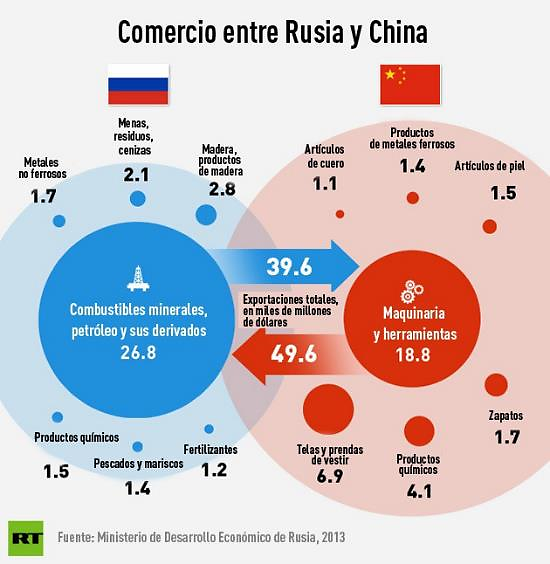 Comercio entre Rusia y China
Menas,
residuos,
cenizas
2.1
Metales
no ferrosos
1.7
Madera,
productos
de madera
2.8
Artículos
de cuero
1.1
Productos
de metales ferrosos
1.4
Artículos de piel
1.5
39.6
Combustibles minerales,
petróleo y sus derivados
26.8
Exportaciones totales,
en miles de millones
de dólares
Maquinaria
y herramientas
18.8
49.6
Productos químicos
1.5
Pescados y mariscos
1.4
Fertilizantes
1.2
Telas y prendas
de vestir
6.9
Productos
químicos
4.1
Zapatos
1.7
RT
Fuente: Ministerio de Desarrollo Económico de Rusia, 2013